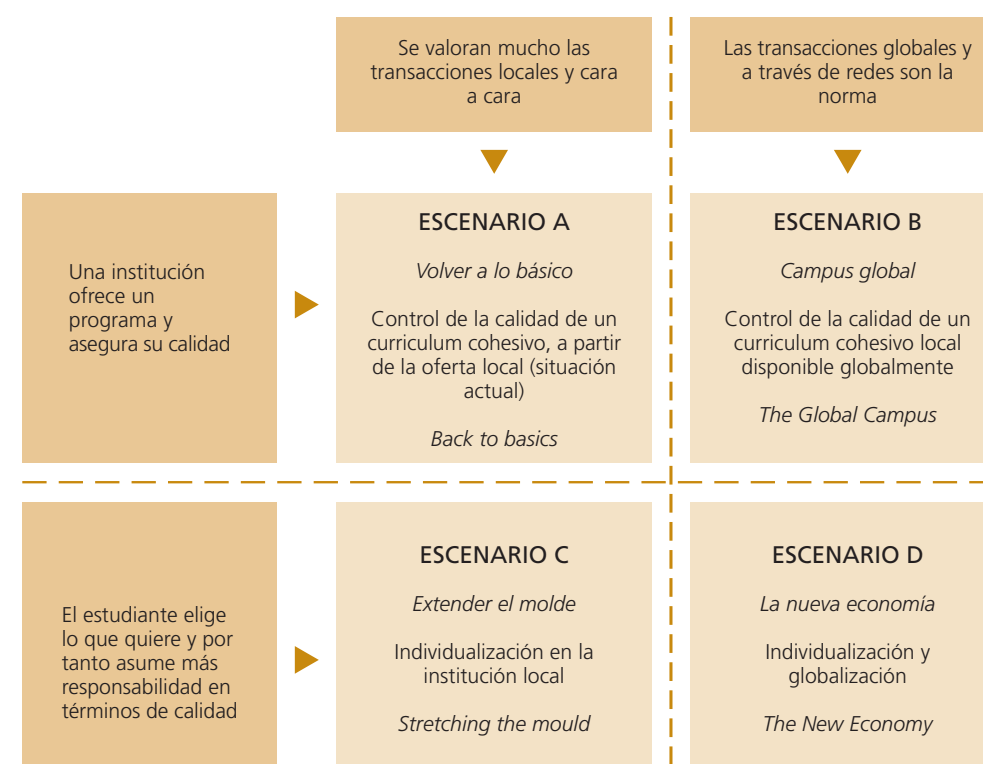 Se valoran mucho las
transacciones locales y cara
a cara
Las transacciones globales y
a través de redes son la
norma
Una institución
ofrece un
programa y
asegura su calidad
ESCENARIO A
Volver a lo básico
Control de la calidad de un
curriculum cohesivo, a partir
de la oferta local (situación
actual)
Back to basics
ESCENARIO B
Campus global
Control de la calidad de un
curriculum cohesivo local
disponible globalmente
The Global Campus
El estudiante elige
lo que quiere y por
tanto asume más
responsabilidad en
términos de calidad
ESCENARIO C
Extender el molde
Individualización en la
institución local
Stretching the mould
ESCENARIO D
La nueva economía
Individualización y
globalización
The New Economy